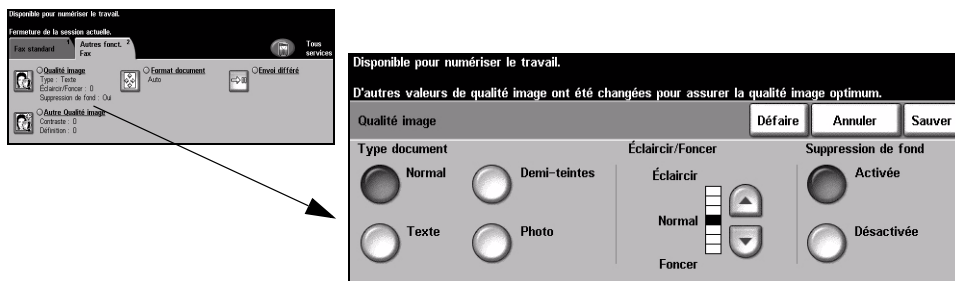 Disponible pour numériser le travail.
Fermeture de la session actuelle.
Fax standard 1
Autres fonct. 2
Fax
Tous
services
Qualité image
Type : Texte
Éclaircir/Foncer : 0
Suppression de fond : Oui
Format document
Auto
Envoi différé
Autre Qualité image
Contraste : 0
Définition : 0
Disponible pour numériser le travail.
D'autres valeurs de qualité image ont été changées pour assurer la qualité image optimum.
Qualité image
Défaire
Annuler
Sauver
Type document
Éclaircir/Foncer
Suppression de fond
Normal
Demi-teintes
Éclaircir
Activée
Normal
Texte
Photo
Désactivée
Foncer